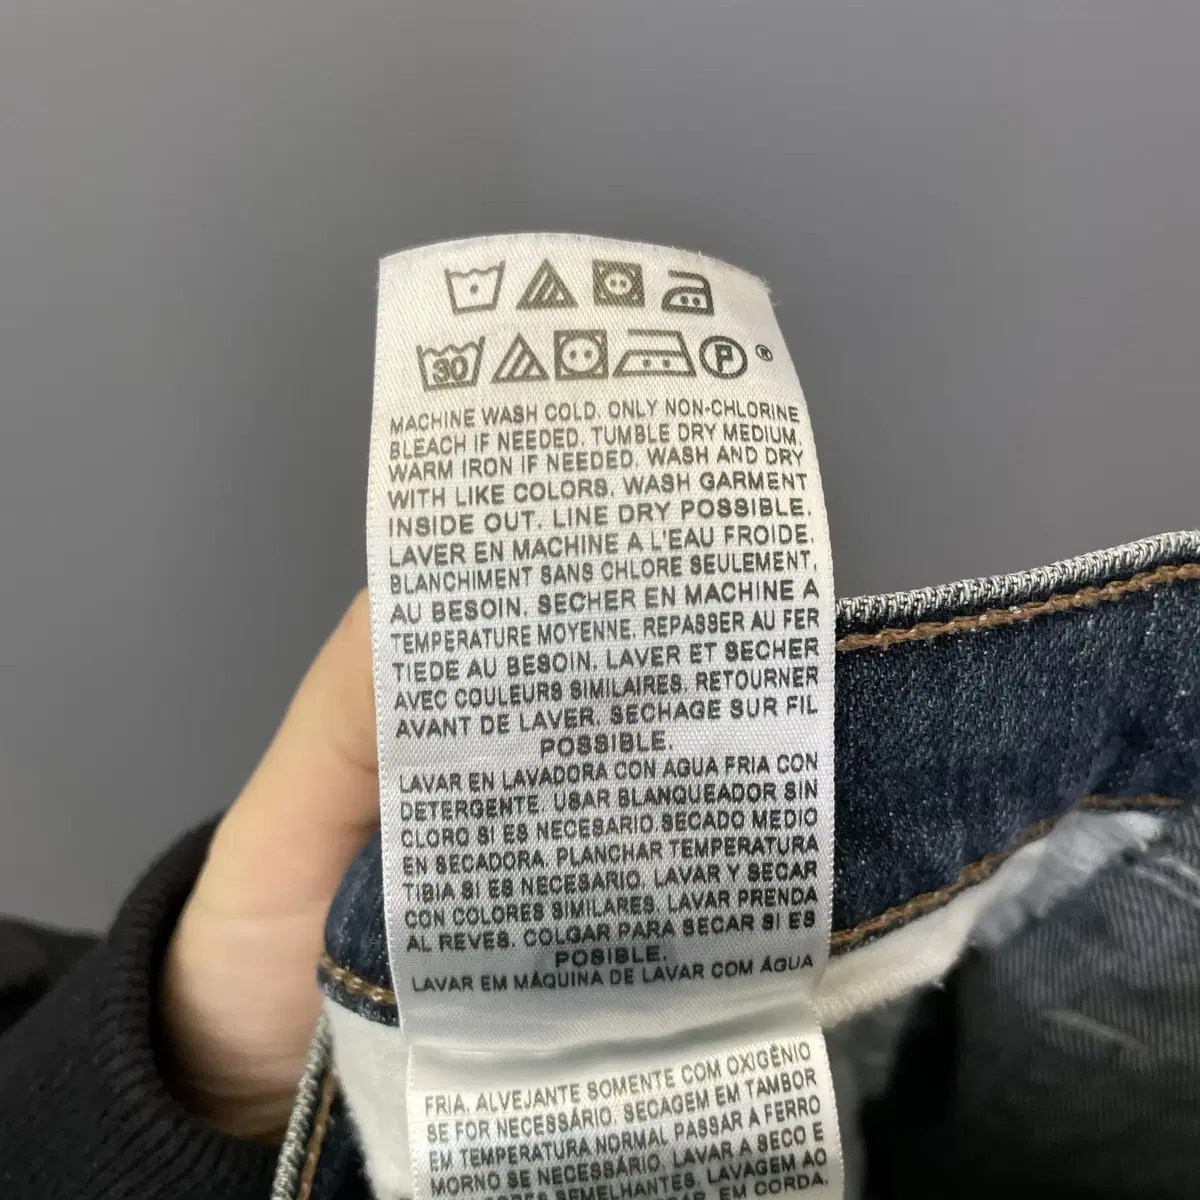 30 P ®
MACHINE WASH COLD. ONLY NON-CHLORINE
BLEACH IF NEEDED. TUMBLE DRY MEDIUM.
WARM IRON IF NEEDED. WASH AND DRY
WITH LIKE COLORS. WASH GARMENT
INSIDE OUT. LINE DRY POSSIBLE.
LAVER EN MACHINE A L'EAU FROIDE.
BLANCHIMENT SANS CHLORE SEULEMENT,
AU BESOIN. SECHER EN MACHINE A
TEMPERATURE MOYENNE. REPASSER AU FER
TIEDE AU BESOIN. LAVER ET SECHER
AVEC COULEURS SIMILAIRES. RETOURNER
AVANT DE LAVER. SECHAGE SUR FIL
POSSIBLE.
LAVAR EN LAVADORA CON AGUA FRIA CON
DETERGENTE. USAR BLANQUEADOR SIN
CLORO SI ES NECESARIO.SECADO MEDIO
EN SECADORA. PLANCHAR TEMPERATURA
TIBIA SI ES NECESARIO. LAVAR Y SECAR
CON COLORES SIMILARES. LAVAR PRENDA
AL REVES. COLGAR PARA SECAR SI ES
POSIBLE.
LAVAR EM MÁQUINA DE LAVAR COM ÁGUA
FRIA. ALVEJANTE SOMENTE COM OXIGÊNIO
SE FOR NECESSÁRIO. SECAGEM EM TAMBOR
EM TEMPERATURA NORMAL PASSAR À FERRO
MORNO SE NECESSÁRIO. LAVAR A SECO E
SEMELHANTES. LAVAGEM AO
EM CORDA.